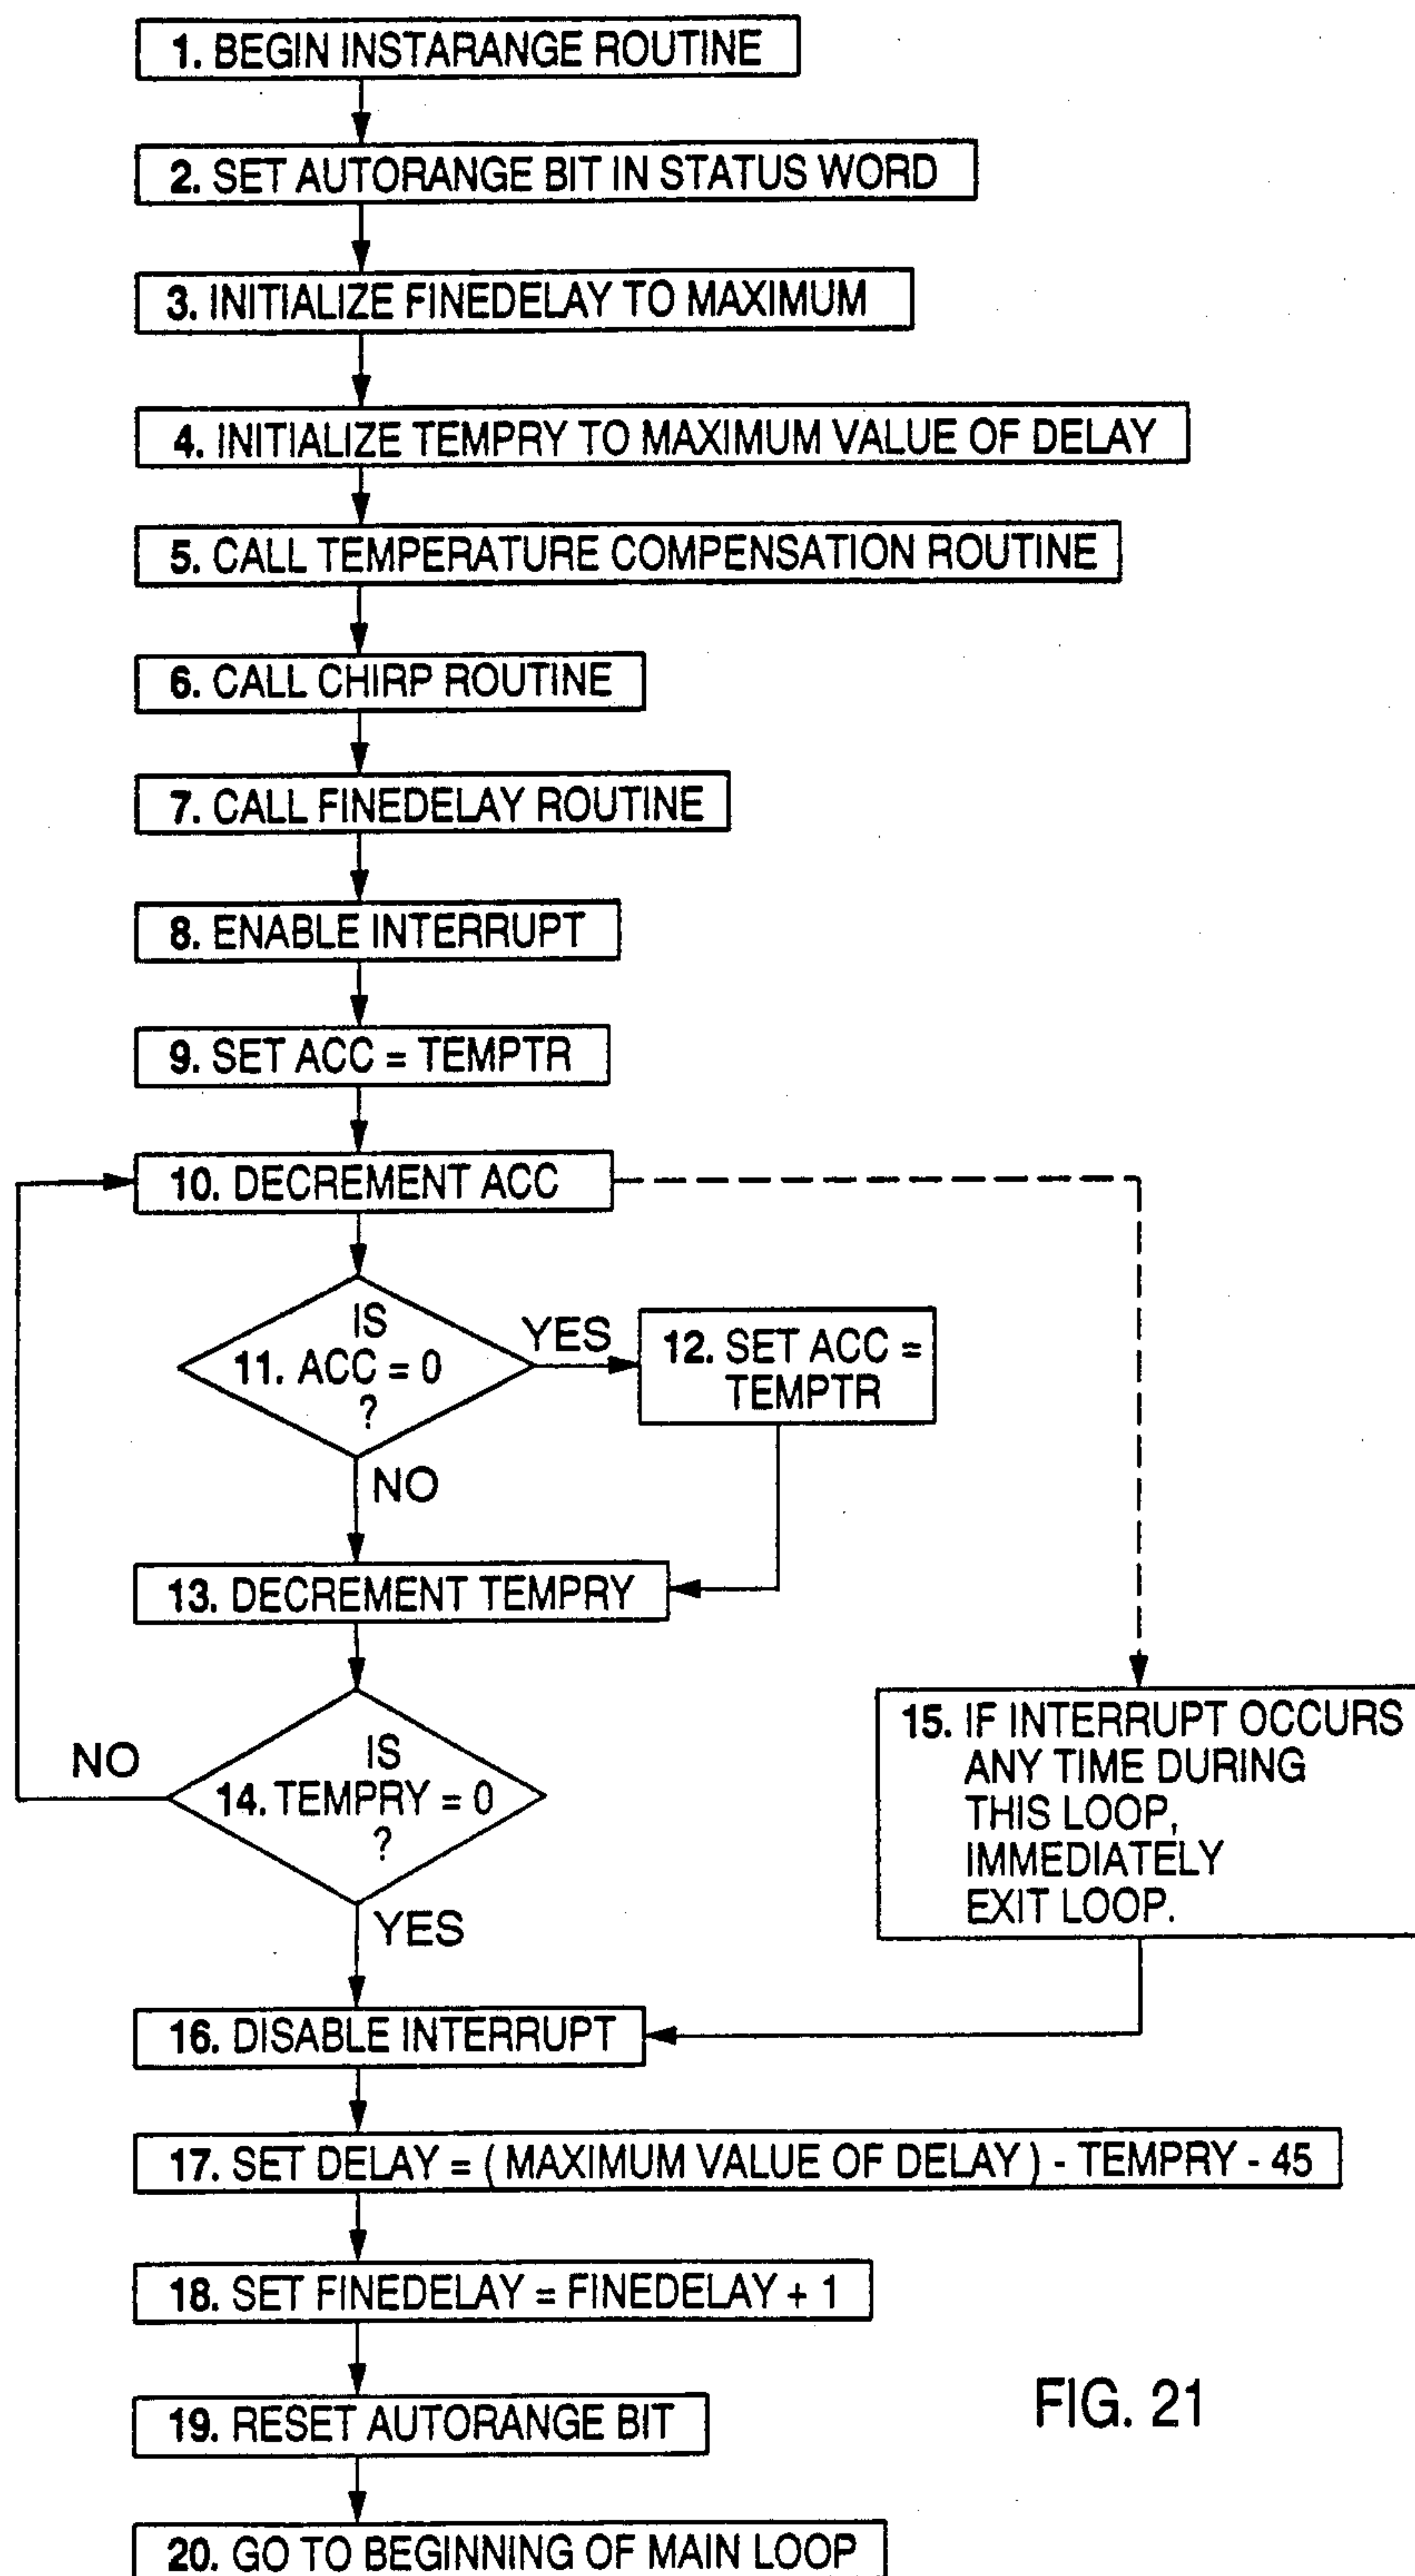 1. BEGIN INSTARANGE ROUTINE
2. SET AUTORANGE BIT IN STATUS WORD
3. INITIALIZE FINEDELAY TO MAXIMUM
4. INITIALIZE TEMPRY TO MAXIMUM VALUE OF DELAY
5. CALL TEMPERATURE COMPENSATION ROUTINE
6. CALL CHIRP ROUTINE
7. CALL FINEDELAY ROUTINE
8. ENABLE INTERRUPT
9. SET ACC = TEMPTR
10. DECREMENT ACC
IS
11. ACC = 0
?
YES
12. SET ACC =
TEMPTR
NO
13. DECREMENT TEMPRY
IS
14. TEMPRY = 0
?
NO
YES
15. IF INTERRUPT OCCURS
ANY TIME DURING
THIS LOOP,
IMMEDIATELY
EXIT LOOP.
16. DISABLE INTERRUPT
17. SET DELAY = ( MAXIMUM VALUE OF DELAY ) - TEMPRY - 45
18. SET FINEDELAY = FINEDELAY + 1
19. RESET AUTORANGE BIT
20. GO TO BEGINNING OF MAIN LOOP
FIG. 21